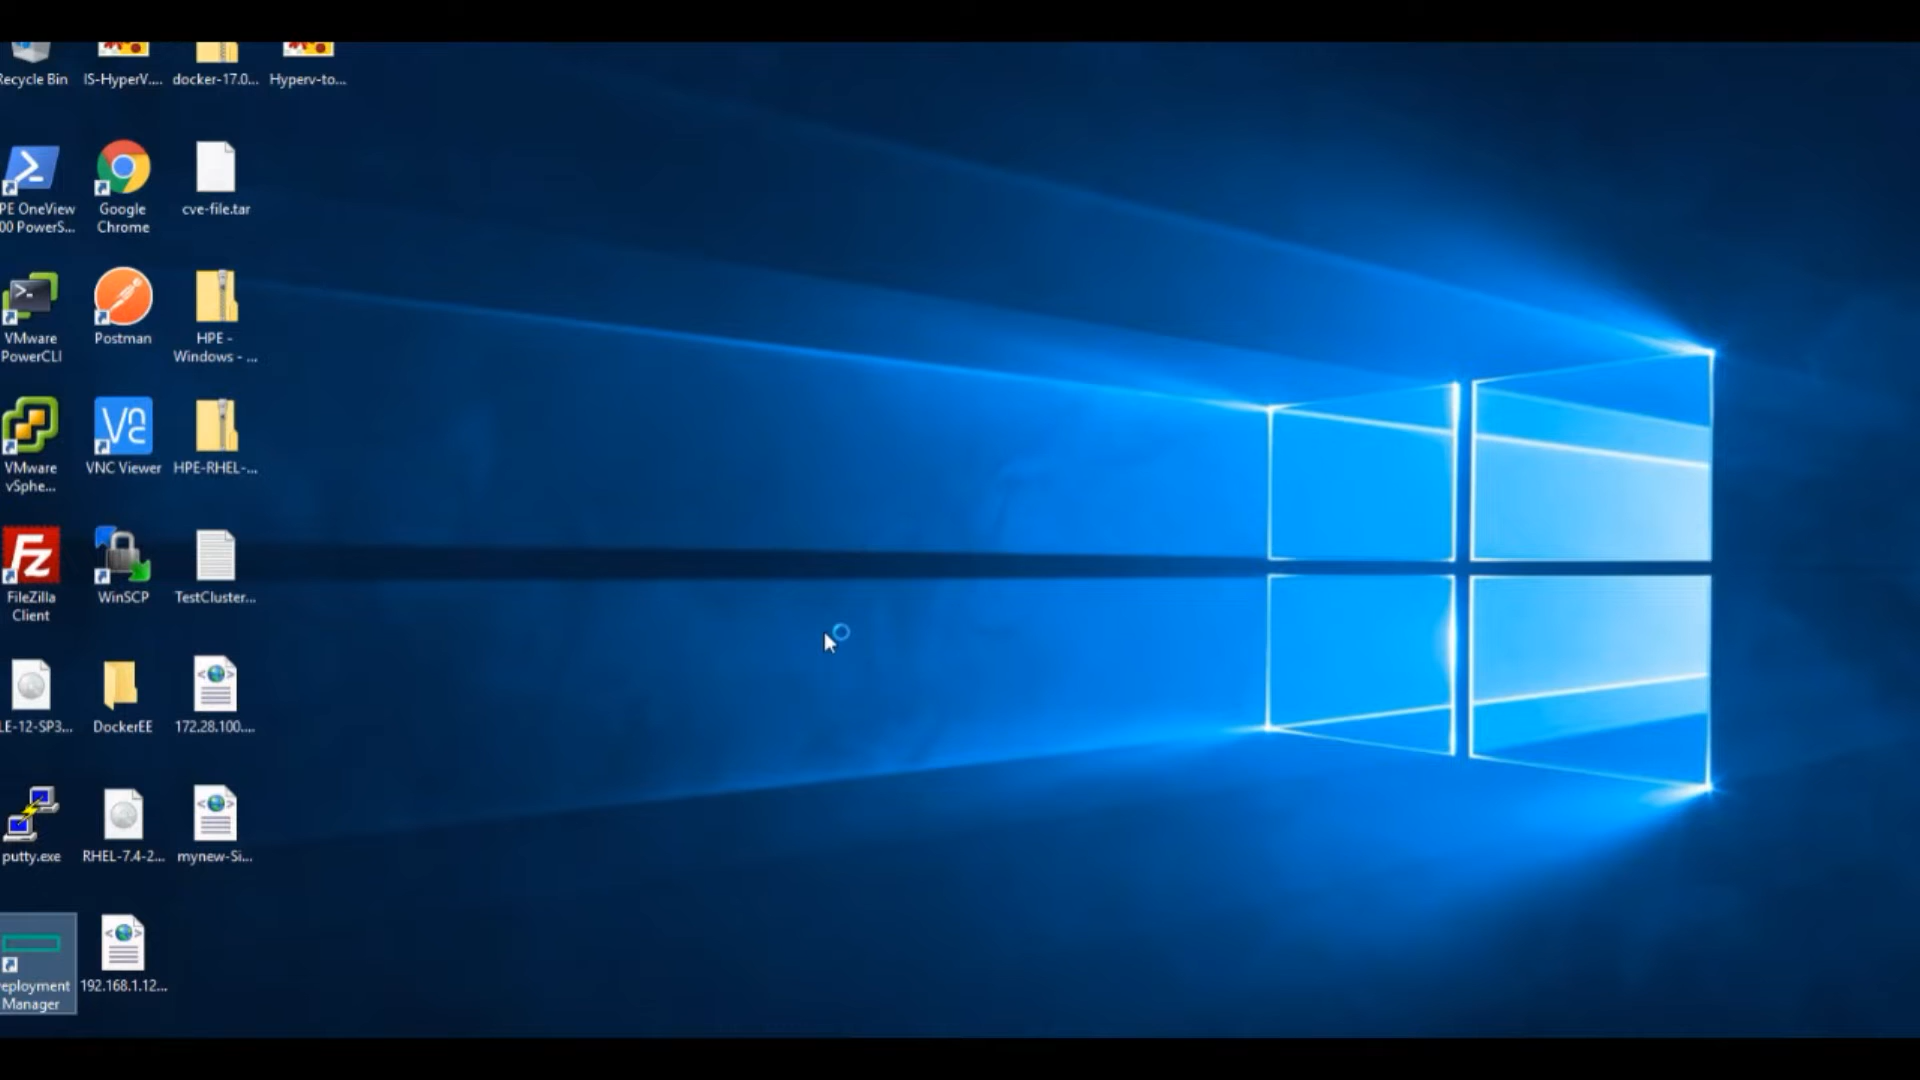 Recycle Bin
IS-HyperV....
docker-17.0...
Hyperv-to...
PE OneView
00 PowerS...
Google
Chrome
cve-file.tar
VMware
PowerCLI
Postman
HPE -
Windows - ...
VMware
vSphe...
VNC Viewer
HPE-RHEL-...
FileZilla
Client
WinSCP
TestCluster...
LE-12-SP3...
DockerEE
172.28.100....
putty.exe
RHEL-7.4-2...
mynew-Si...
eployment
Manager
192.168.1.12...